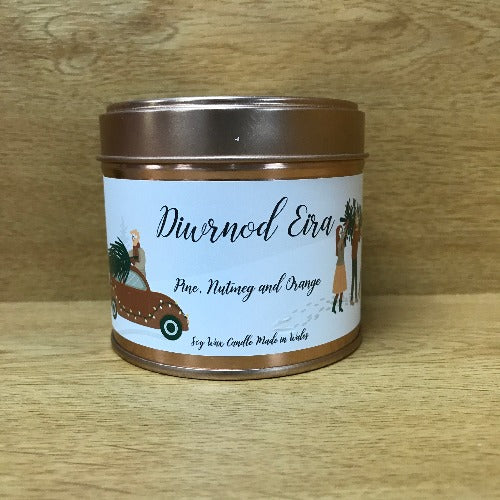 Diwrnod Eira
Pine, Nutmeg and Orange
Soy Wax Candle Made in Wales